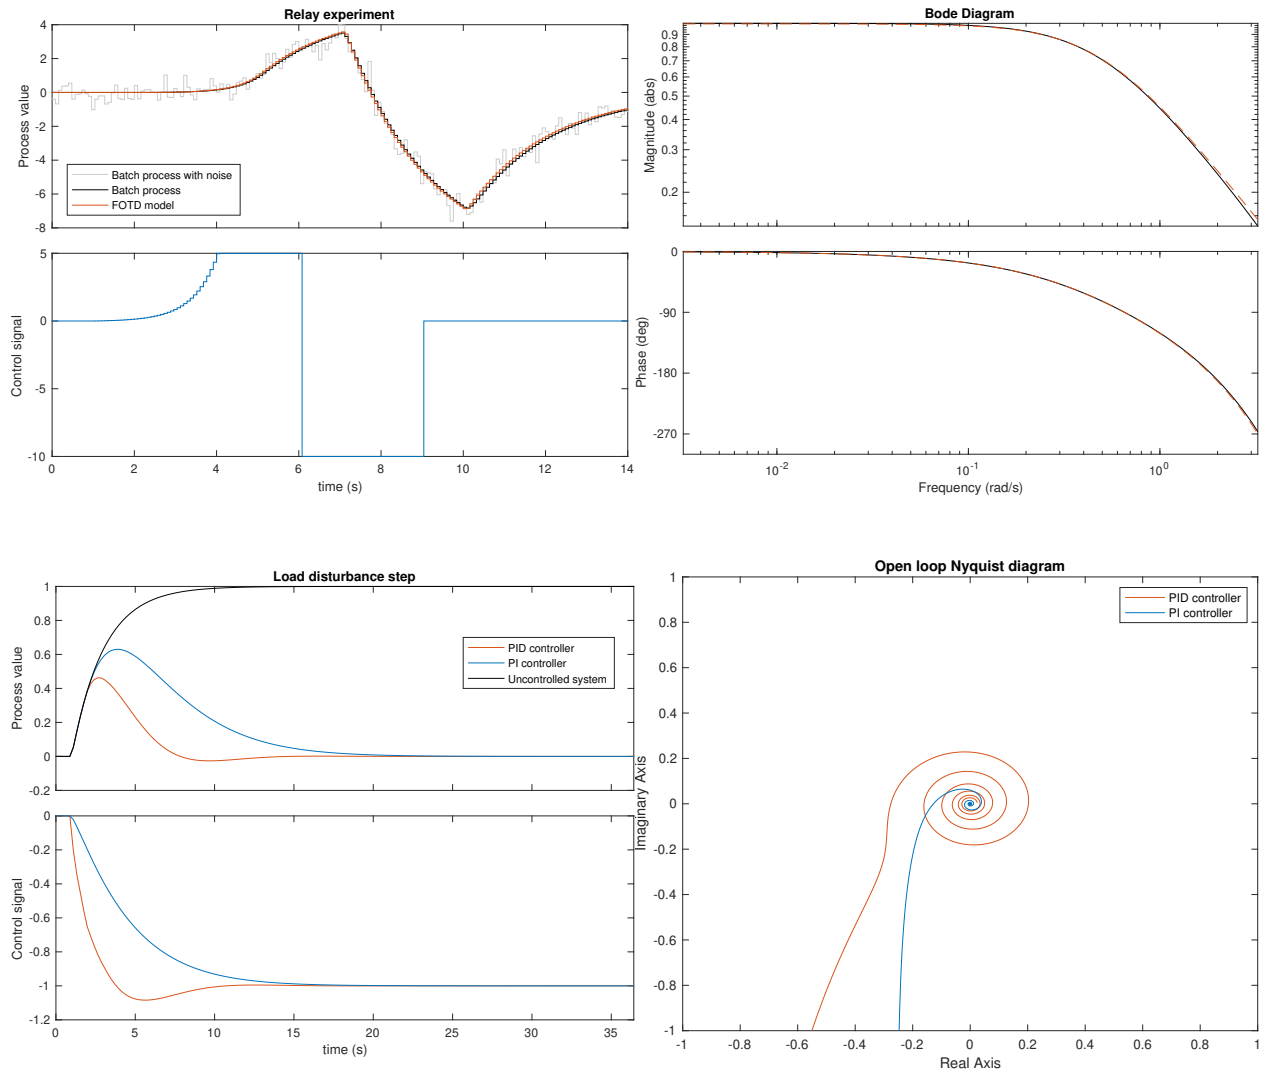 Relay experiment
4
2
0
-2
-4
-6
-8
Process value
Batch process with noise
Batch process
FOTD model
5
0
-5
-10
Control signal
0 2 4 6 8 10 12 14
time (s)
Bode Diagram
0.9
0.8
0.7
0.6
0.5
0.4
0.3
0.2
Magnitude (abs)
0
-90
-180
-270
Phase (deg)
10-2 10-1 100
Frequency (rad/s)
Load disturbance step
1
0.8
0.6
0.4
0.2
0
-0.2
Process value
PID controller
PI controller
Uncontrolled system
0
-0.2
-0.4
-0.6
-0.8
-1
-1.2
Control signal
0 5 10 15 20 25 30 35
time (s)
Open loop Nyquist diagram
1
0.8
0.6
0.4
0.2
0
-0.2
-0.4
-0.6
-0.8
-1
Imaginary Axis
PID controller
PI controller
-1 -0.8 -0.6 -0.4 -0.2 0 0.2 0.4 0.6 0.8 1
Real Axis